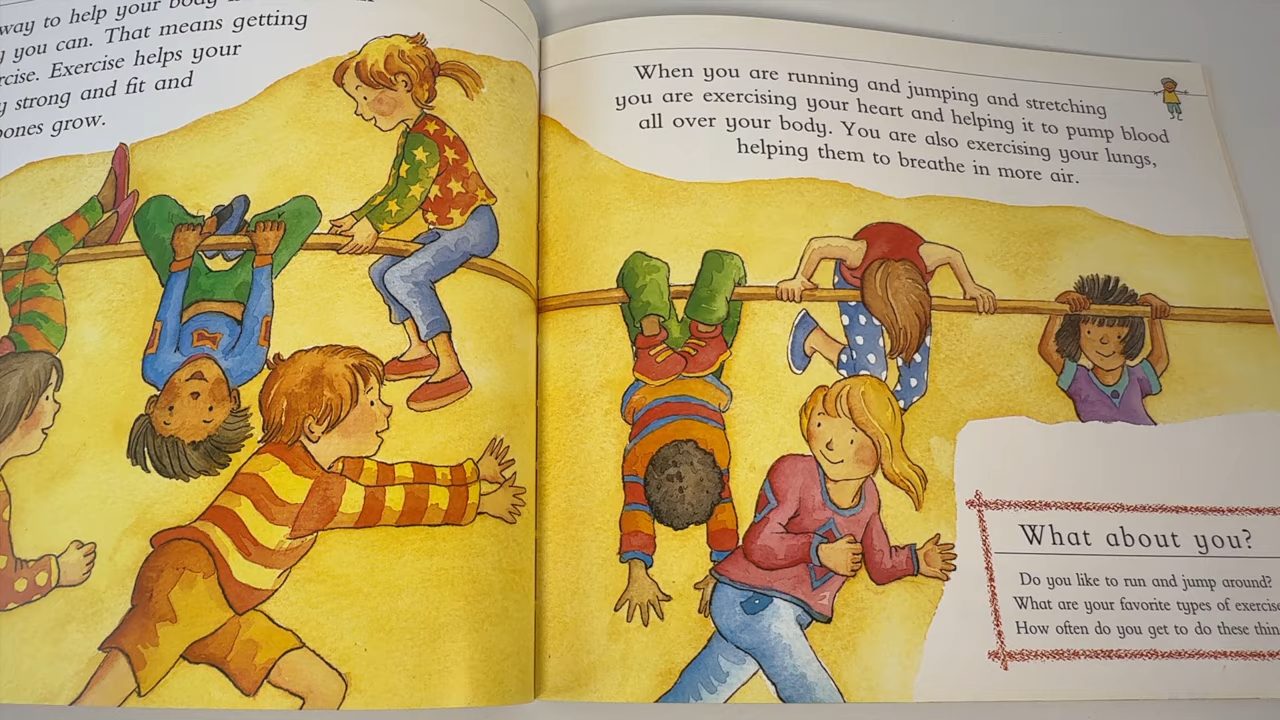 way to help your body
you can. That means getting
Exercise helps your
strong and fit and
bones grow.
When you are running and jumping and stretching
you are exercising your heart and helping it to pump blood
all over your body. You are also exercising your lungs,
helping them to breathe in more air.
What about you?
Do you like to run and jump around?
What are your favorite types of exercise
How often do you get to do these